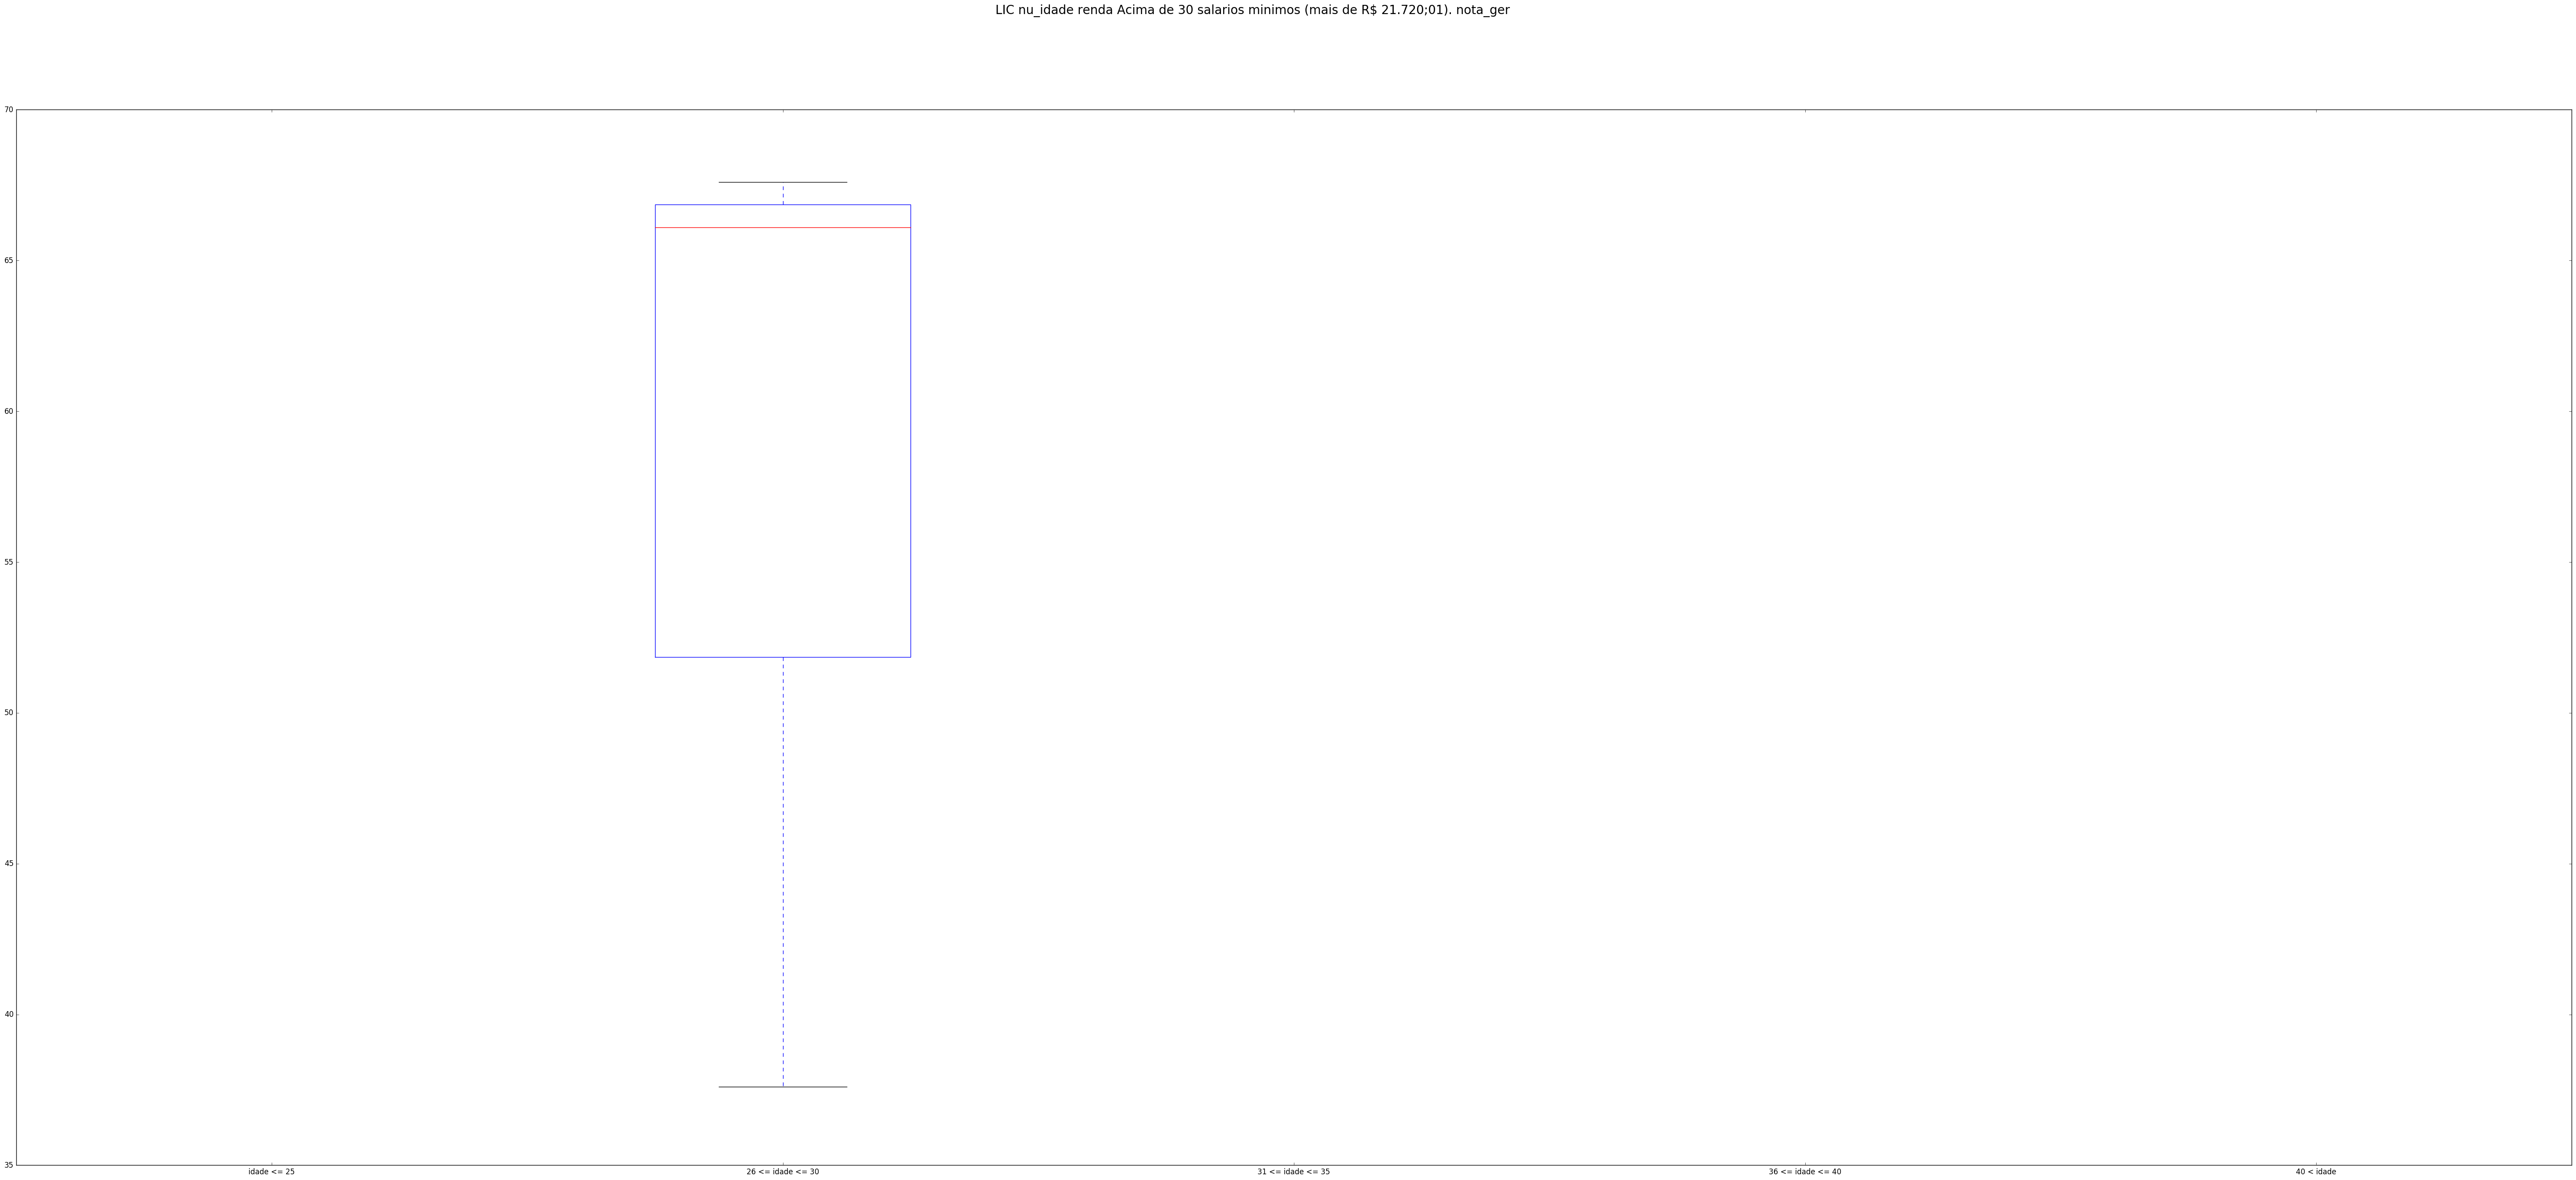 LIC nu_idade renda Acima de 30 salarios minimos (mais de R$ 21.720;01). nota_ger
70
65
60
55
50
45
40
35
idade <= 25
26 <= idade <= 30
31 <= idade <= 35
36 <= idade <= 40
40 < idade